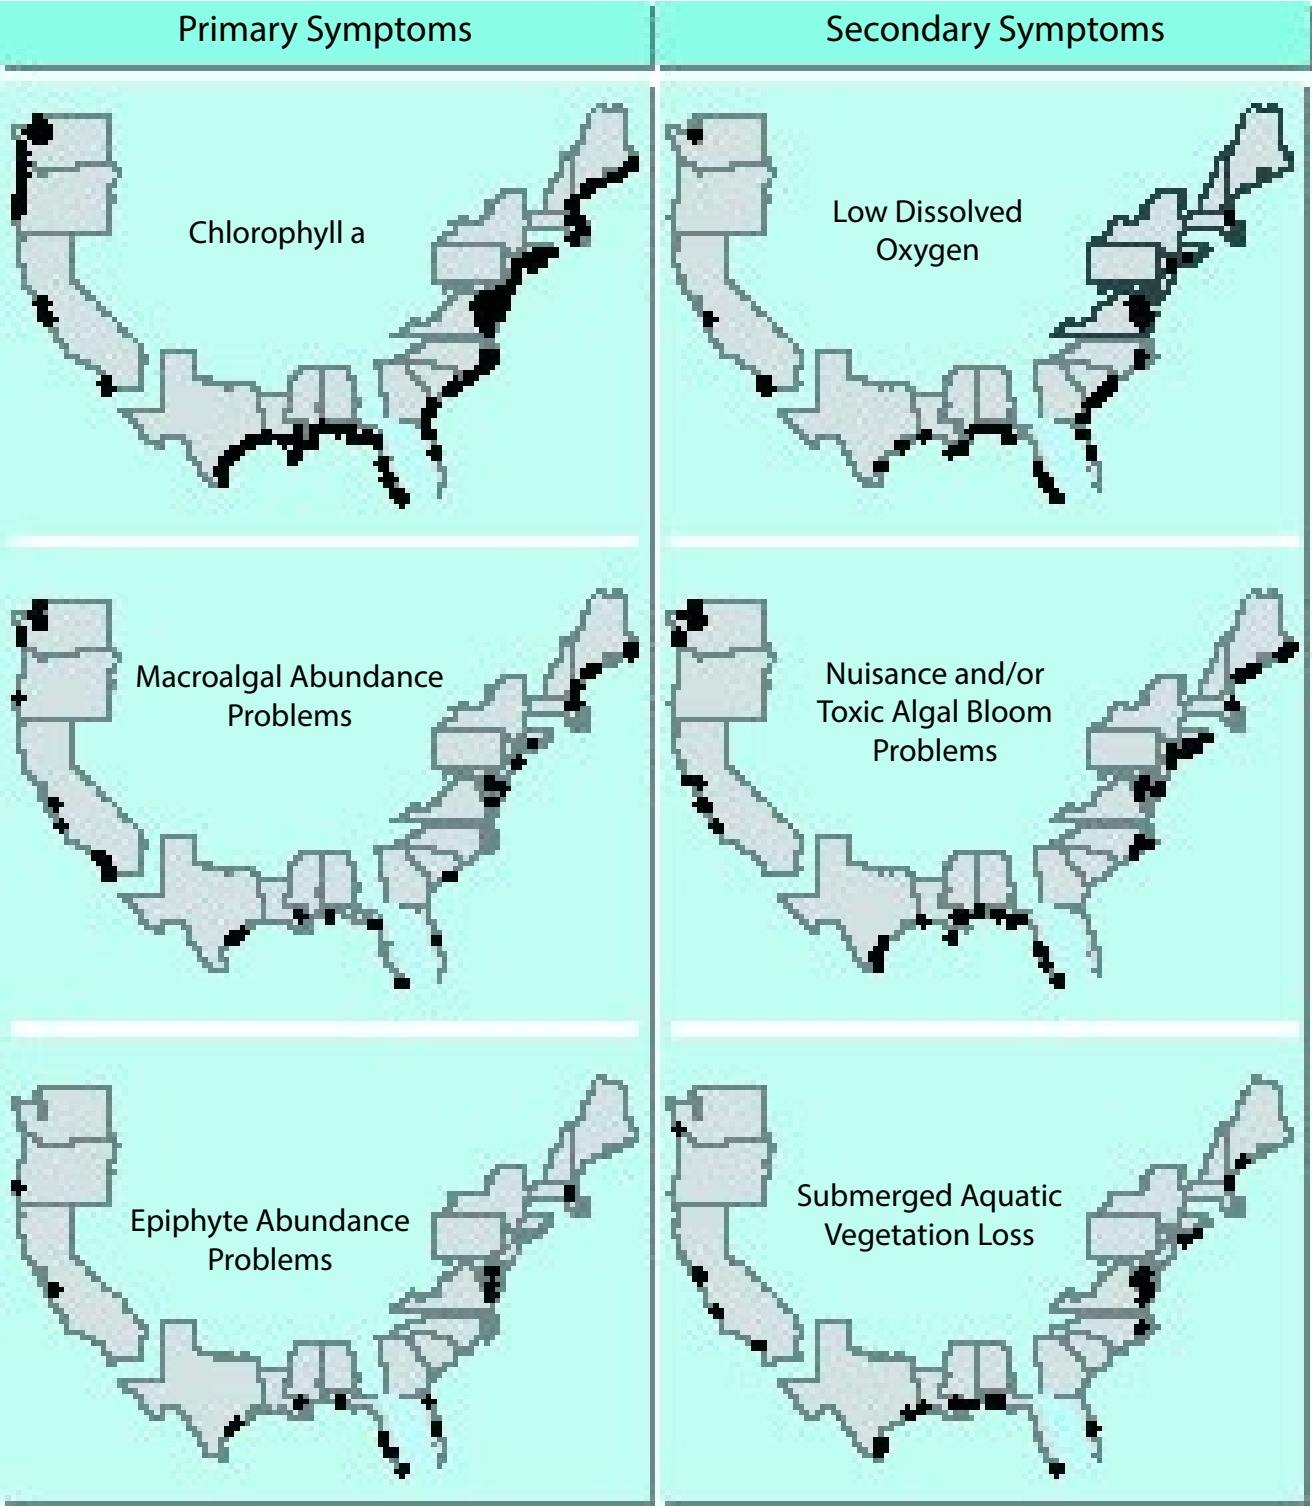 Primary Symptoms
Secondary Symptoms
Chlorophyll a
Low Dissolved
Oxygen
Macroalgal Abundance
Problems
Nuisance and/or
Toxic Algal Bloom
Problems
Epiphyte Abundance
Problems
Submerged Aquatic
Vegetation Loss